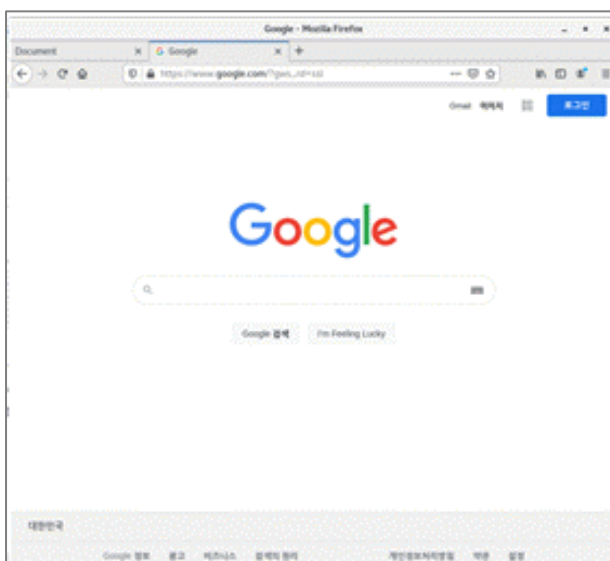 Google - Mozilla Firefox
Document
Google
https://www.google.com/?gws_rd=ssl
Gmail 이미지 로그인
Google
Google 검색 I'm Feeling Lucky
대한민국
Google 정보 광고 비즈니스 검색의 원리 개인정보처리방침 약관 설정